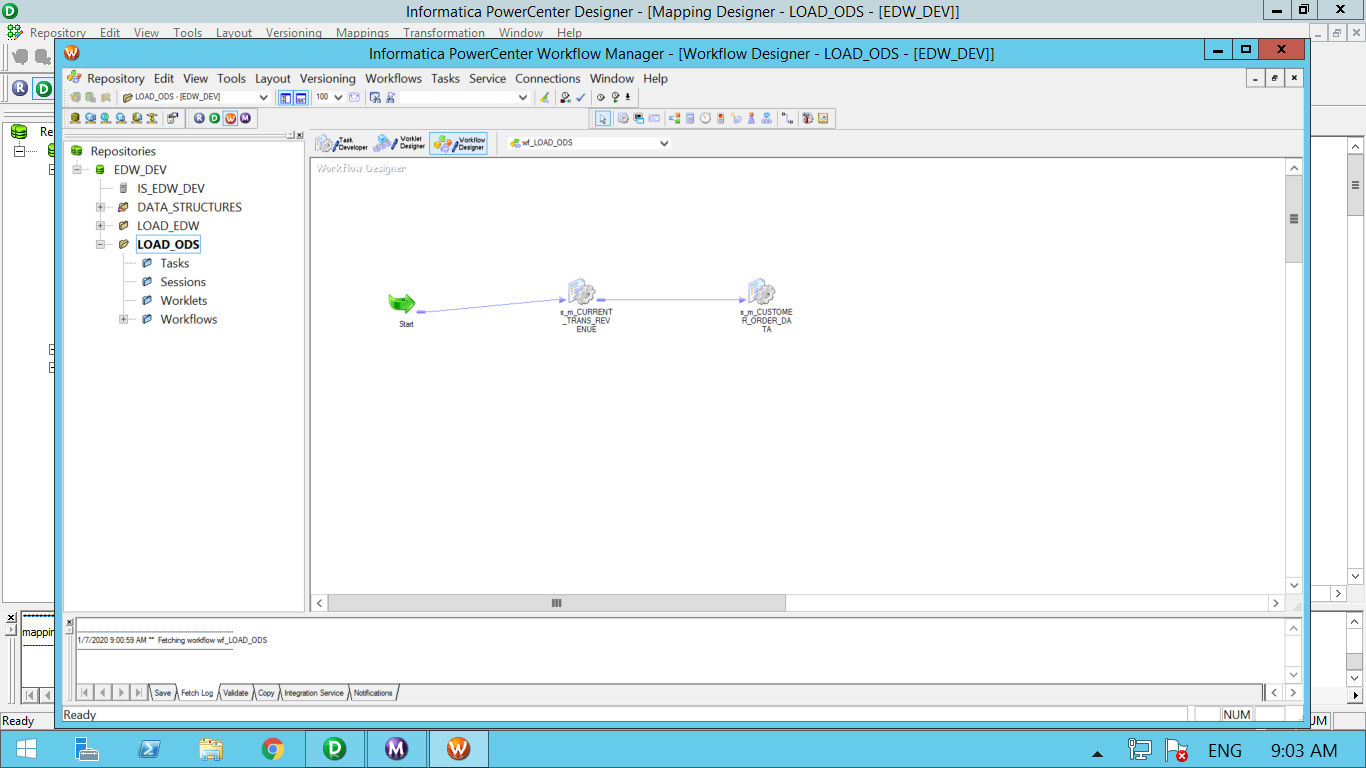 Informatica PowerCenter Designer - [Mapping Designer - LOAD_ODS - [EDW_DEV]]
Repository Edit View Tools Layout Versioning Mappings Transformation Window Help
Informatica PowerCenter Workflow Manager - [Workflow Designer - LOAD_ODS - [EDW_DEV]]
Repository Edit View Tools Layout Versioning Workflows Tasks Service Connections Window Help
R D
LOAD_ODS - [EDW_DEV] 100
R D W M
Task Developer
Worklet Designer
Workflow Designer
wf_LOAD_ODS
Re
Repositories
EDW_DEV
IS_EDW_DEV
DATA_STRUCTURES
LOAD_EDW
LOAD_ODS
Tasks
Sessions
Worklets
Workflows
Workflow Designer
Start
s_m_CURRENT
_TRANS_REV
ENUE
s_m_CUSTOME
R_ORDER_DA
TA
mappin
1/7/2020 9:00:59 AM ** Fetching workflow wf_LOAD_ODS
Save Fetch Log Validate Copy Integration Service Notifications
Ready NUM
Ready UM
D M W ENG 9:03 AM